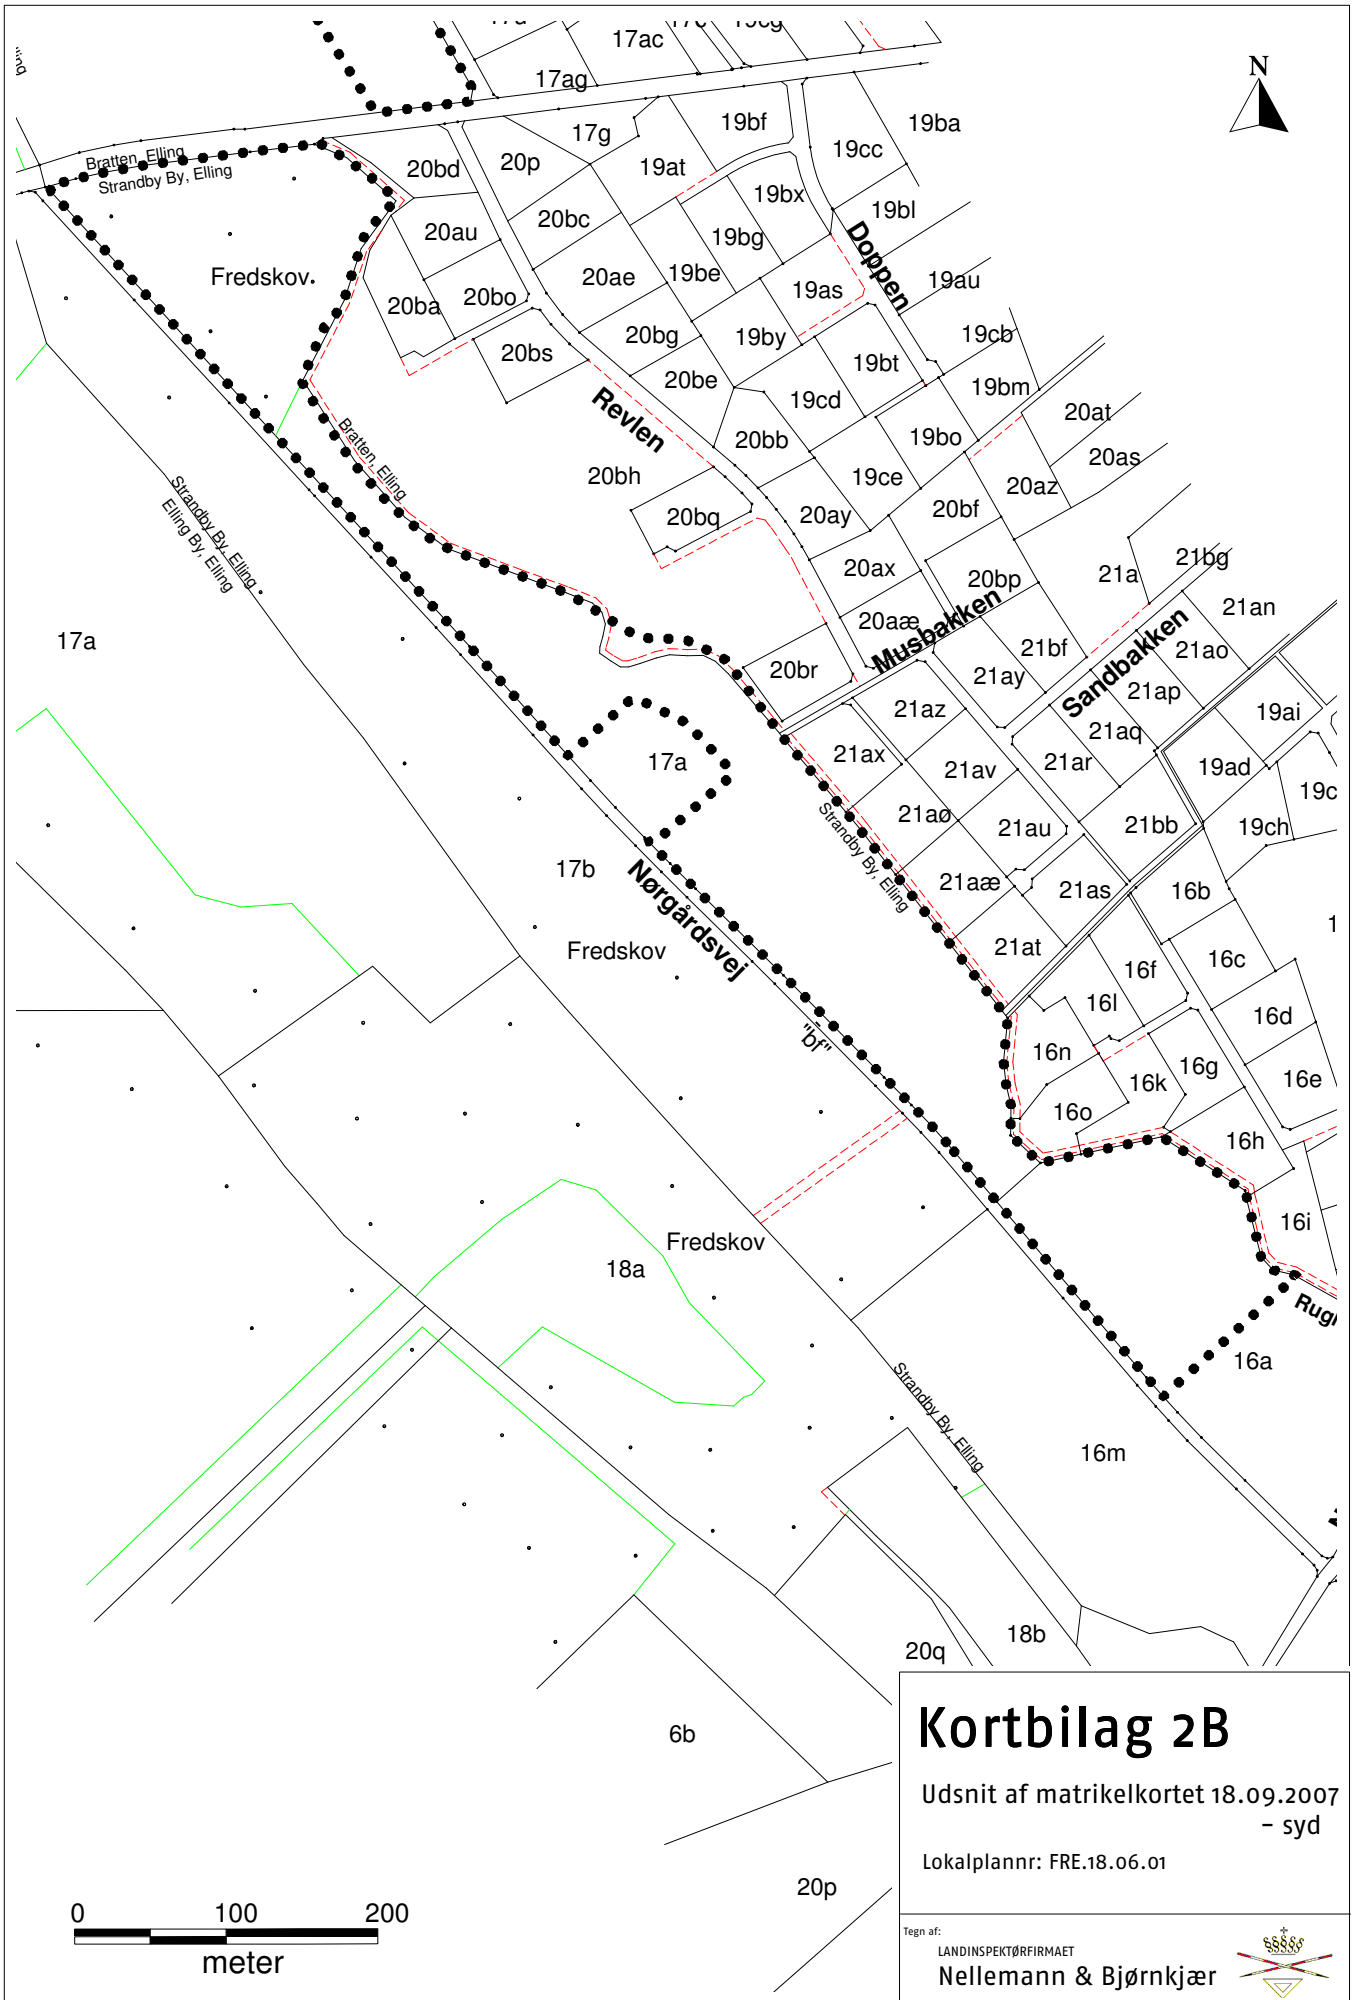 17ac
17ag
17g
19bf
19ba
N
Bratten, Elling
Strandby By, Elling
20bd
20p
19at
19cc
19bx
19bl
20au
20bc
19bg
Doppen
Fredskov
20ae
19be
19as
19au
20ba
20bo
20bg
19by
19cb
20bs
20be
19bt
19bm
Revlen
19cd
20at
Bratten, Elling
20bb
19bo
20as
20bh
19ce
20az
Strandby By, Elling
Elling By, Elling
20bq
20ay
20bf
20ax
20bp
21a
21bg
17a
20aæ
Musbakken
21bf
21an
Sandbakken
21ao
20br
21ay
21ap
21az
19ai
21aq
17a
21ax
21av
21ar
19ad
19c
21aø
21au
21bb
19ch
Strandby By, Elling
17b
Nørgårdsvej
21aæ
21as
16b
Fredskov
21at
16f
16c
16l
16d
"bf"
16n
16g
16k
16e
16o
16h
16i
Fredskov
18a
16a
Strandby By, Elling
16m
18b
20q
6b
20p
Kortbilag 2B
Udsnit af matrikelkortet 18.09.2007
- syd
Lokalplannr: FRE.18.06.01
0 100 200
meter
Tegn af:
LANDINSPEKTØRFIRMAET
Nellemann & Bjørnkjær